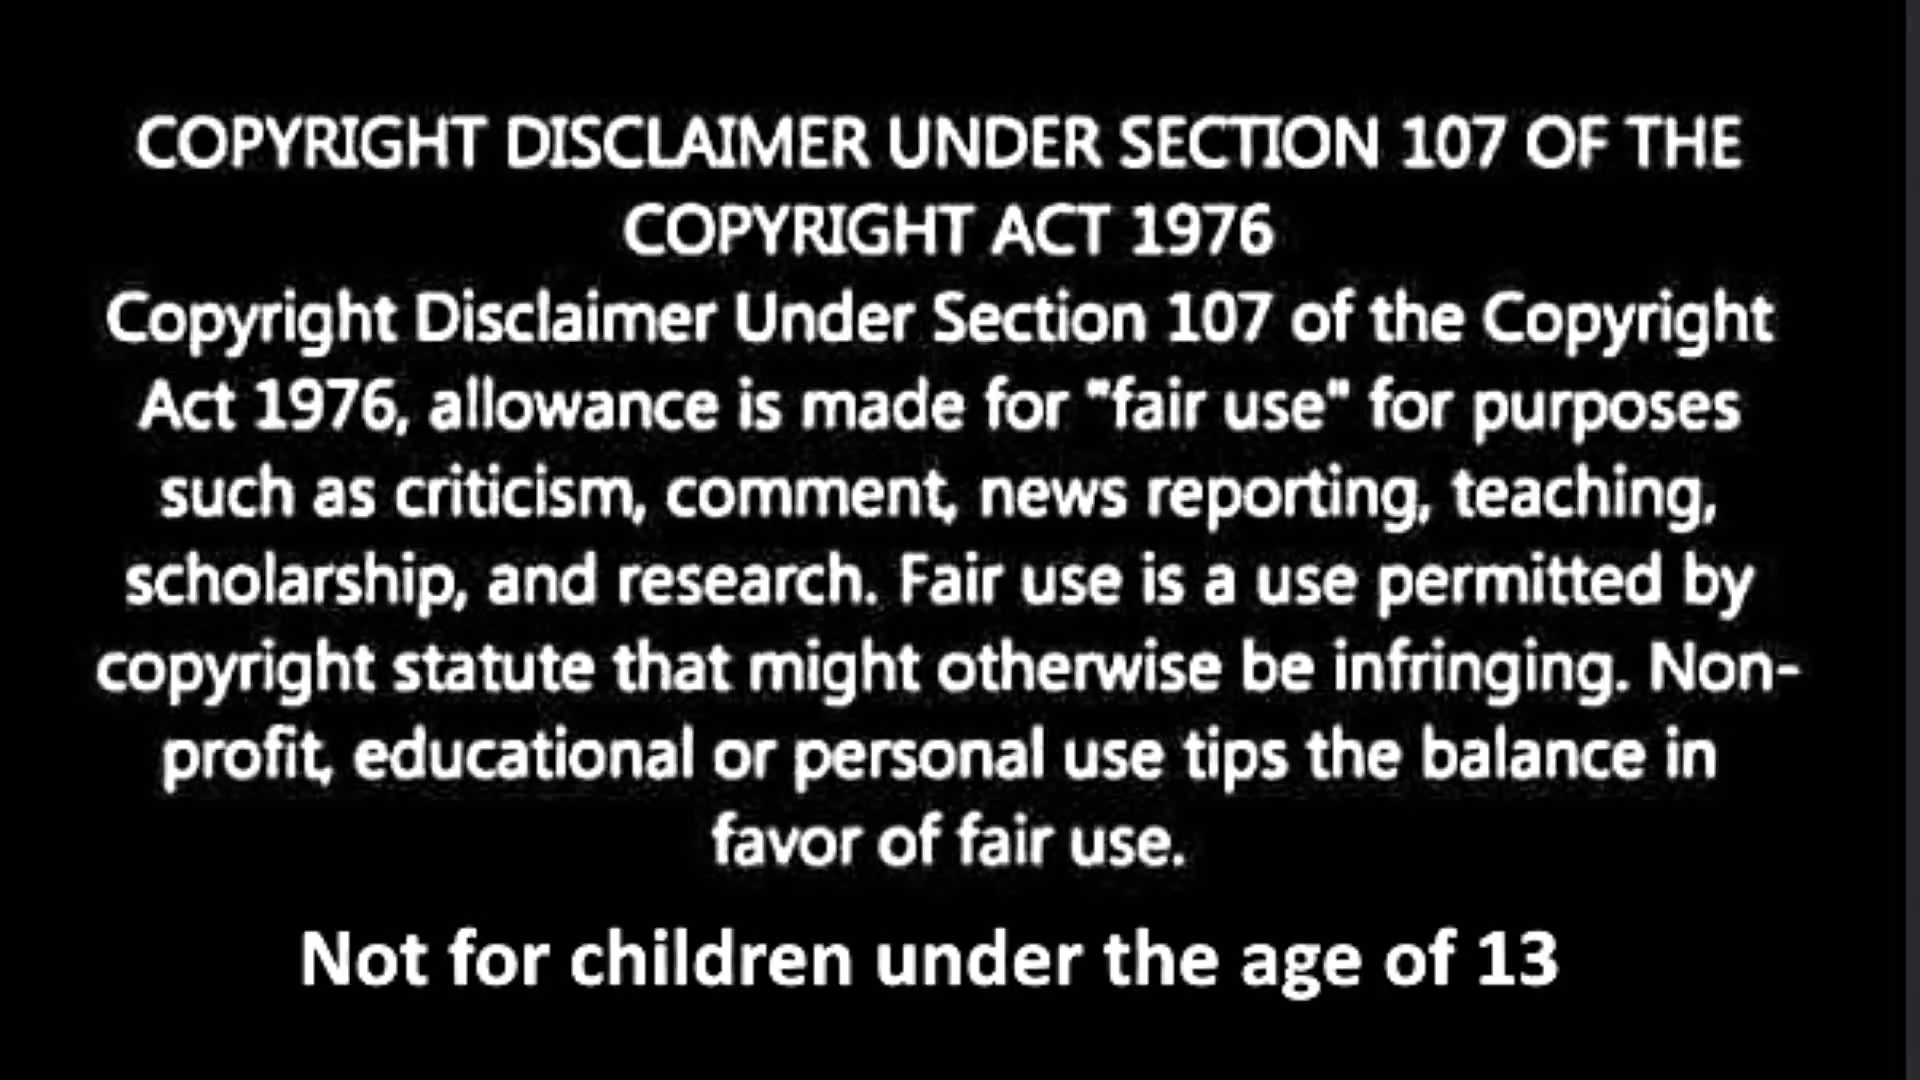 COPYRIGHT DISCLAIMER UNDER SECTION 107 OF THE
COPYRIGHT ACT 1976
Copyright Disclaimer Under Section 107 of the Copyright
Act 1976, allowance is made for "fair use" for purposes
such as criticism, comment, news reporting, teaching,
scholarship, and research. Fair use is a use permitted by
copyright statute that might otherwise be infringing. Non-
profit, educational or personal use tips the balance in
favor of fair use.
Not for children under the age of 13